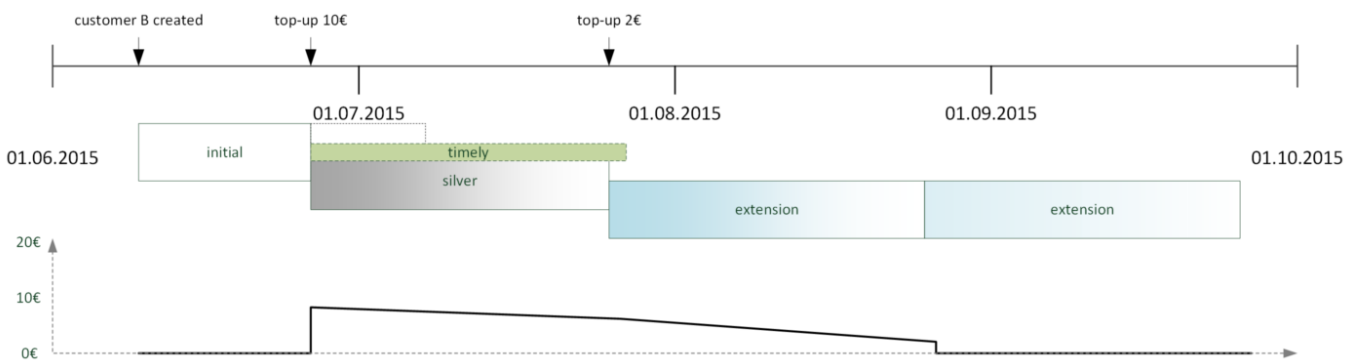 customer B created
top-up 10€
top-up 2€
01.07.2015
01.08.2015
01.09.2015
01.06.2015
initial
timely
01.10.2015
silver
extension
extension
20€
10€
0€